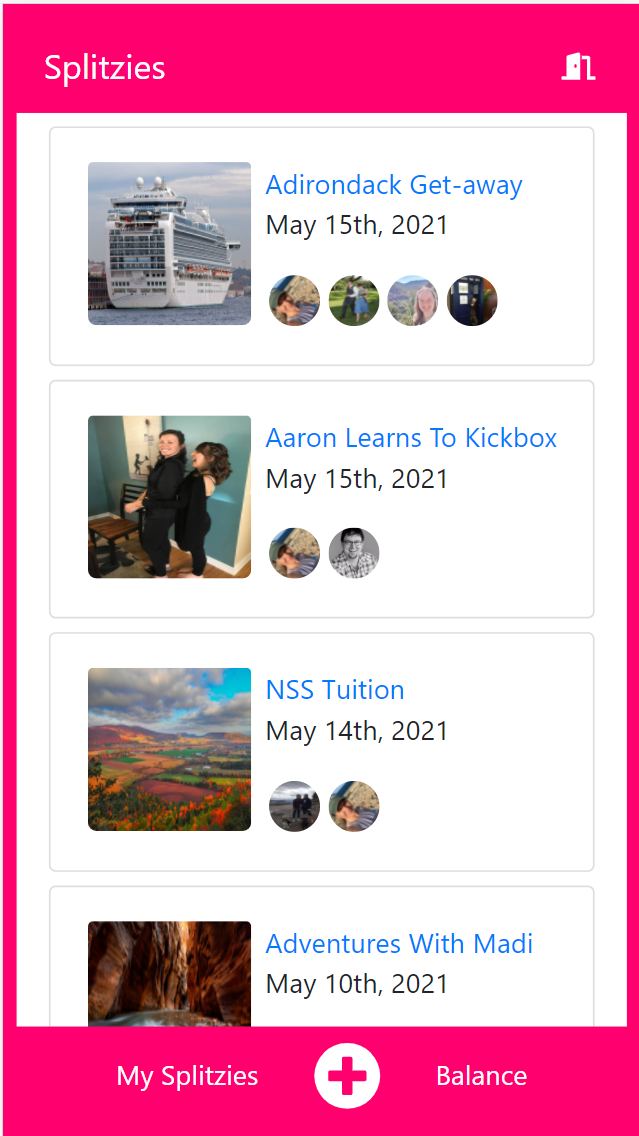 Splitzies
Adirondack Get-away
May 15th, 2021
Aaron Learns To Kickbox
May 15th, 2021
NSS Tuition
May 14th, 2021
Adventures With Madi
May 10th, 2021
My Splitzies
Balance